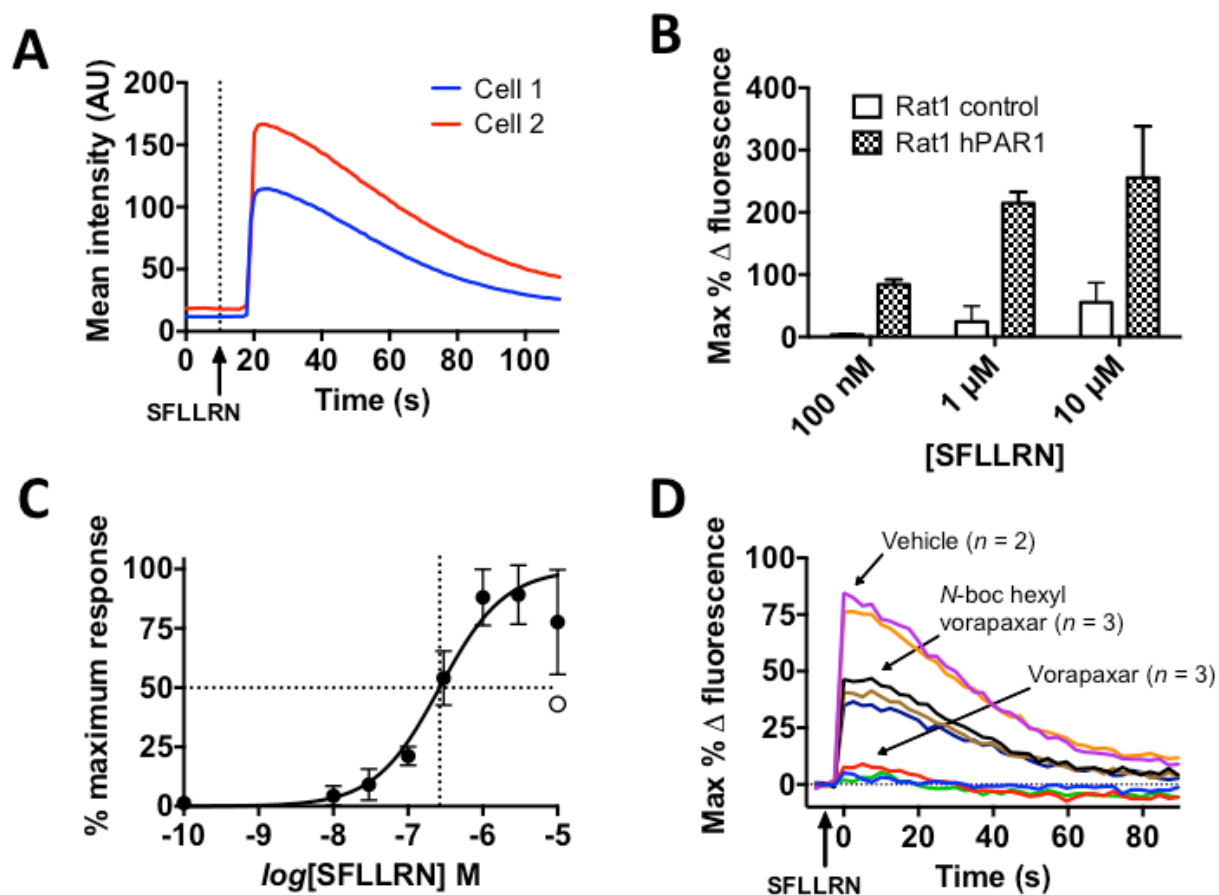 A
Mean intensity (AU)
200
150
100
50
0
0 20 40 60 80 100
Time (s)
SFLLRN
Cell 1
Cell 2
B
Max % Δ fluorescence
400
300
200
100
0
Rat1 control
Rat1 hPAR1
100 nM
1 µM
10 µM
[SFLLRN]
C
% maximum response
100
75
50
25
0
-10 -9 -8 -7 -6 -5
log[SFLLRN] M
D
Max % Δ fluorescence
100
75
50
25
0
Vehicle (n = 2)
N-boc hexyl
vorapaxar (n = 3)
Vorapaxar (n = 3)
0 20 40 60 80
Time (s)
SFLLRN